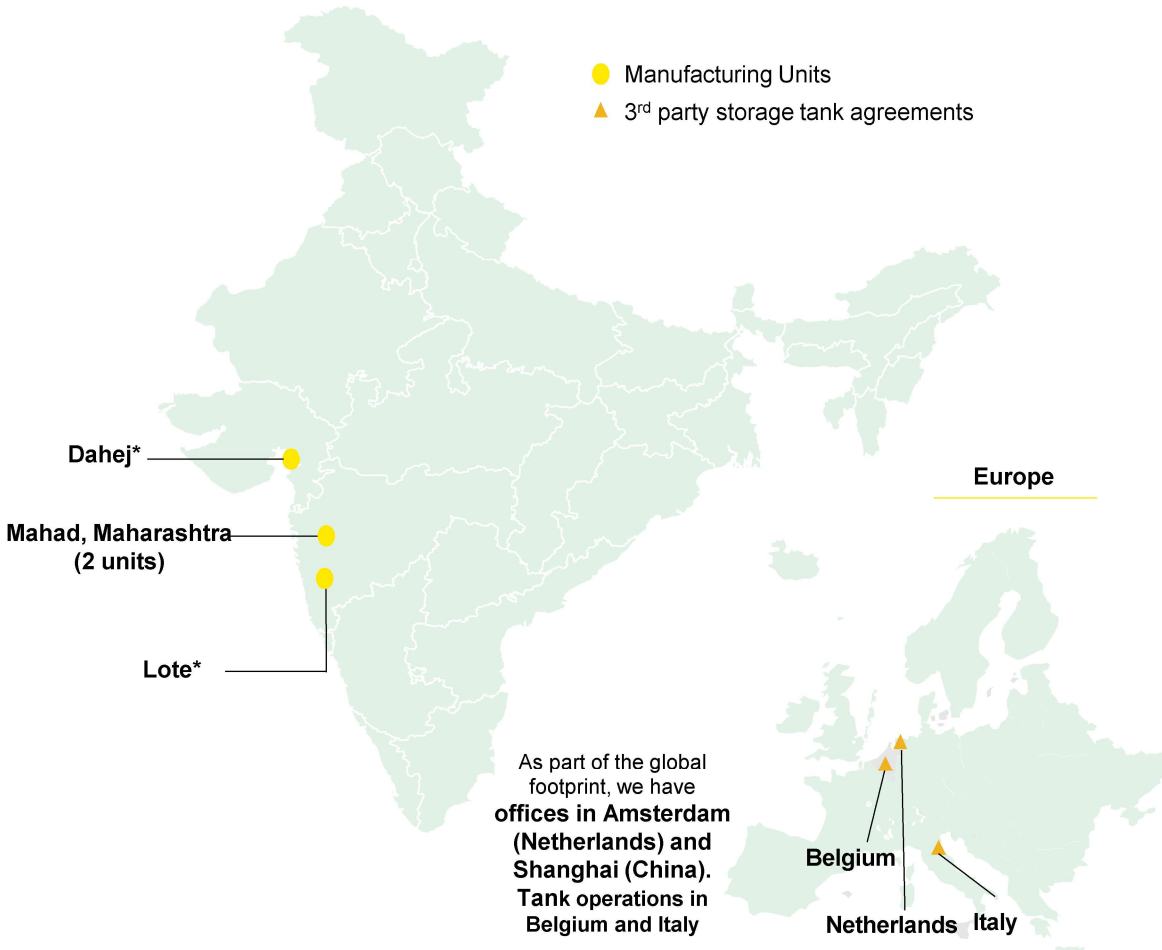 Manufacturing Units
3rd party storage tank agreements
Dahej*
Mahad, Maharashtra
(2 units)
Lote*
Europe
As part of the global
footprint, we have
offices in Amsterdam
(Netherlands) and
Shanghai (China).
Tank operations in
Belgium and Italy
Belgium
Netherlands
Italy